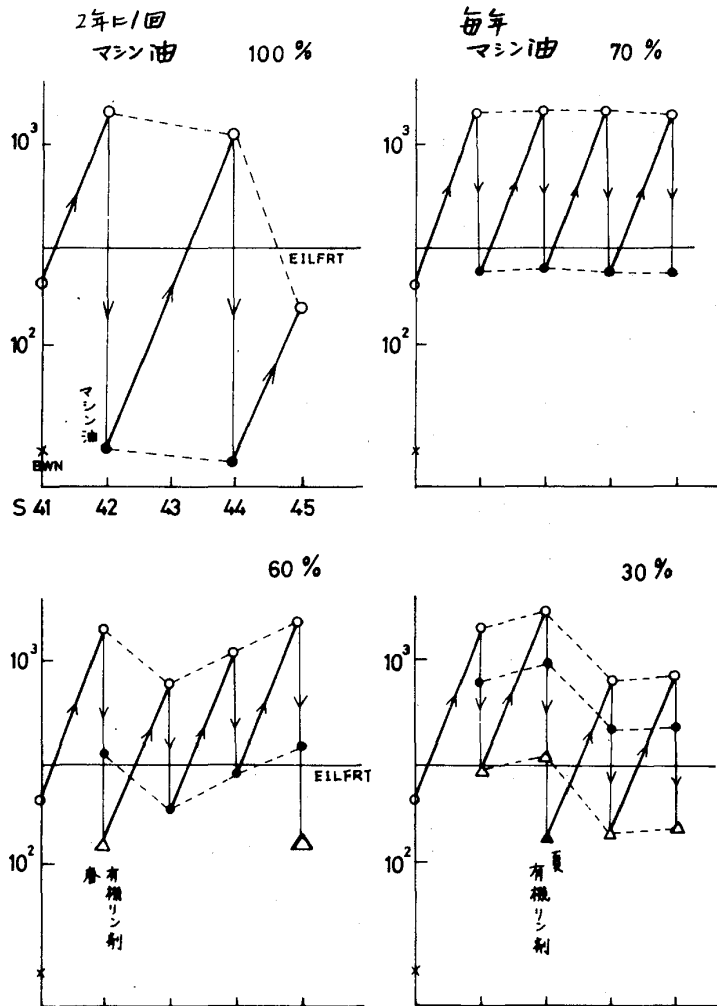 2年に1回
マシン油 100 %
毎年
マシン油 70 %
10³
EILFRT
10²
マシン油
BWN
S 41 42 43 44 45
10³
10²
60 %
10³
EILFRT
10²
春
有機リン剤
30 %
10³
10²
夏
有機リン剤